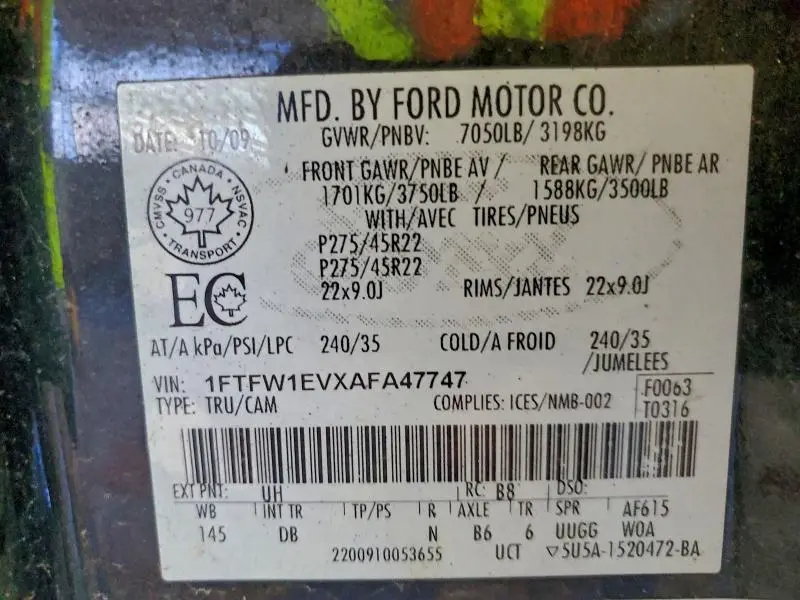 MFD. BY FORD MOTOR CO.
DATE: 10/09 GVWR/PNBV: 7050LB/ 3198KG
FRONT GAWR/PNBE AV / REAR GAWR/ PNBE AR
1701KG/3750LB / 1588KG/3500LB
WITH/AVEC TIRES/PNEUS
CANADA
CMVSS 977 NSVAC
TRANSPORT
P275/45R22
P275/45R22
22x9.0J RIMS/JANTES 22x9.0J
EC
AT/A kPa/PSI/LPC 240/35 COLD/A FROID 240/35
/JUMELEES
VIN: 1FTFW1EVXAFA47747
F0063
TYPE: TRU/CAM COMPLIES: ICES/NMB-002 T0316
EXT PNT: UH RC: B8 DSO:
WB INT TR TP/PS R AXLE TR SPR AF615
145 DB N B6 6 UUGG W0A
2200910053655 UCT 5U5A-1520472-BA